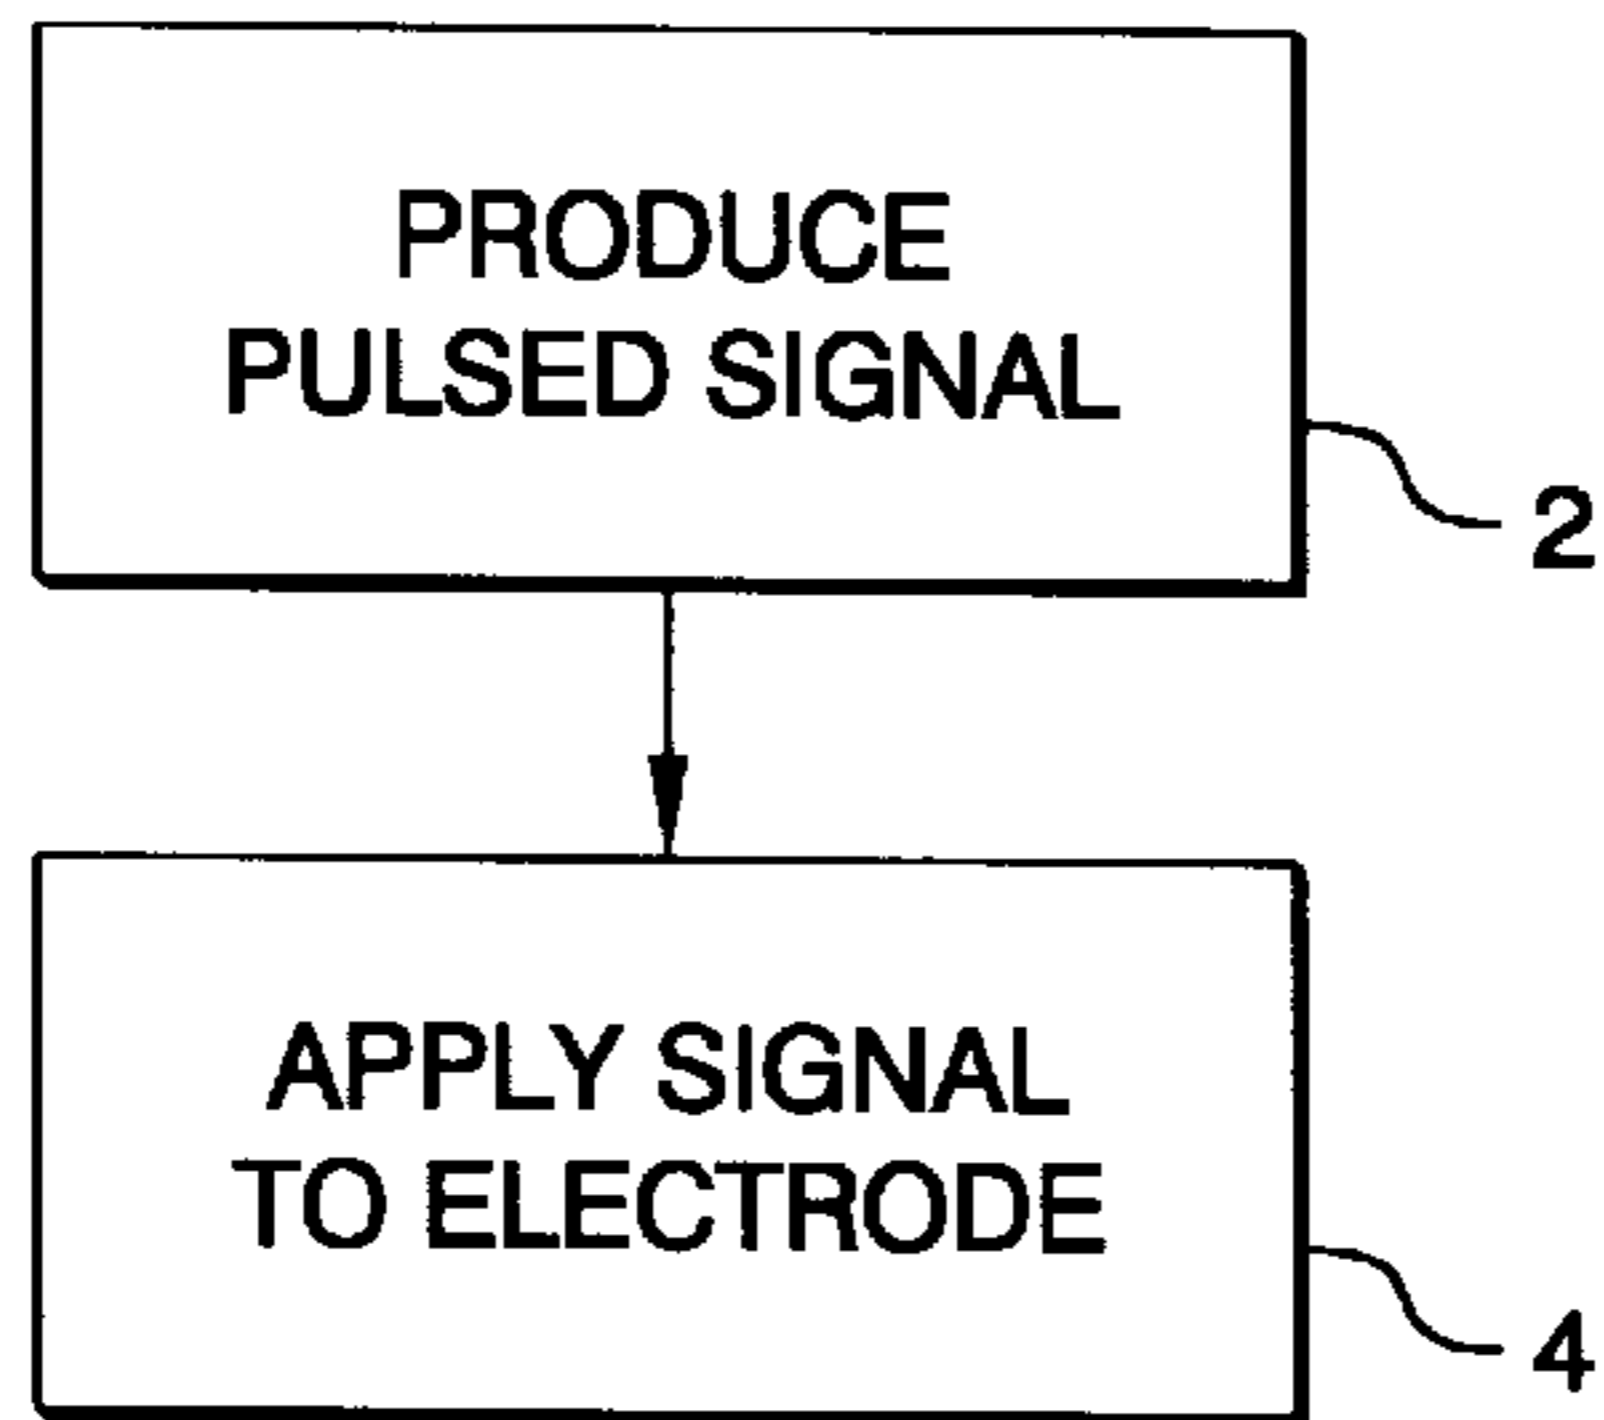 PRODUCE
PULSED SIGNAL
2
APPLY SIGNAL
TO ELECTRODE
4